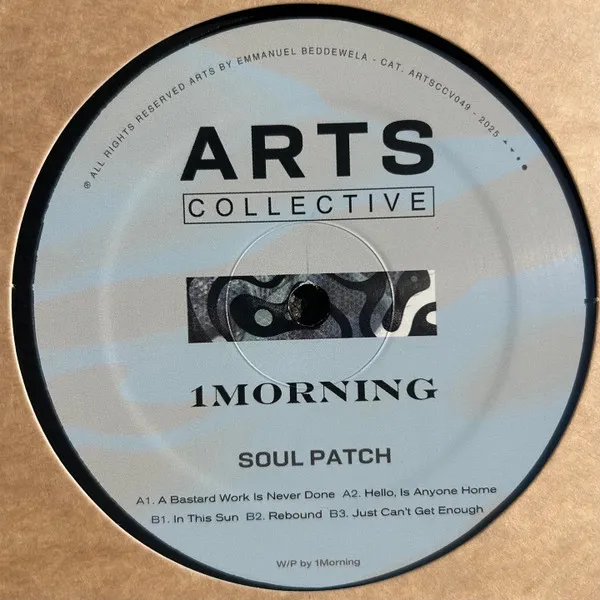 ℗ ALL RIGHTS RESERVED ARTS BY EMMANUEL BEDDEWELA - CAT. ARTSCCV049 - 2025
ARTS
COLLECTIVE
1MORNING
SOUL PATCH
A1. A Bastard Work Is Never Done A2. Hello, Is Anyone Home
B1. In This Sun B2. Rebound B3. Just Can't Get Enough
W/P by 1Morning